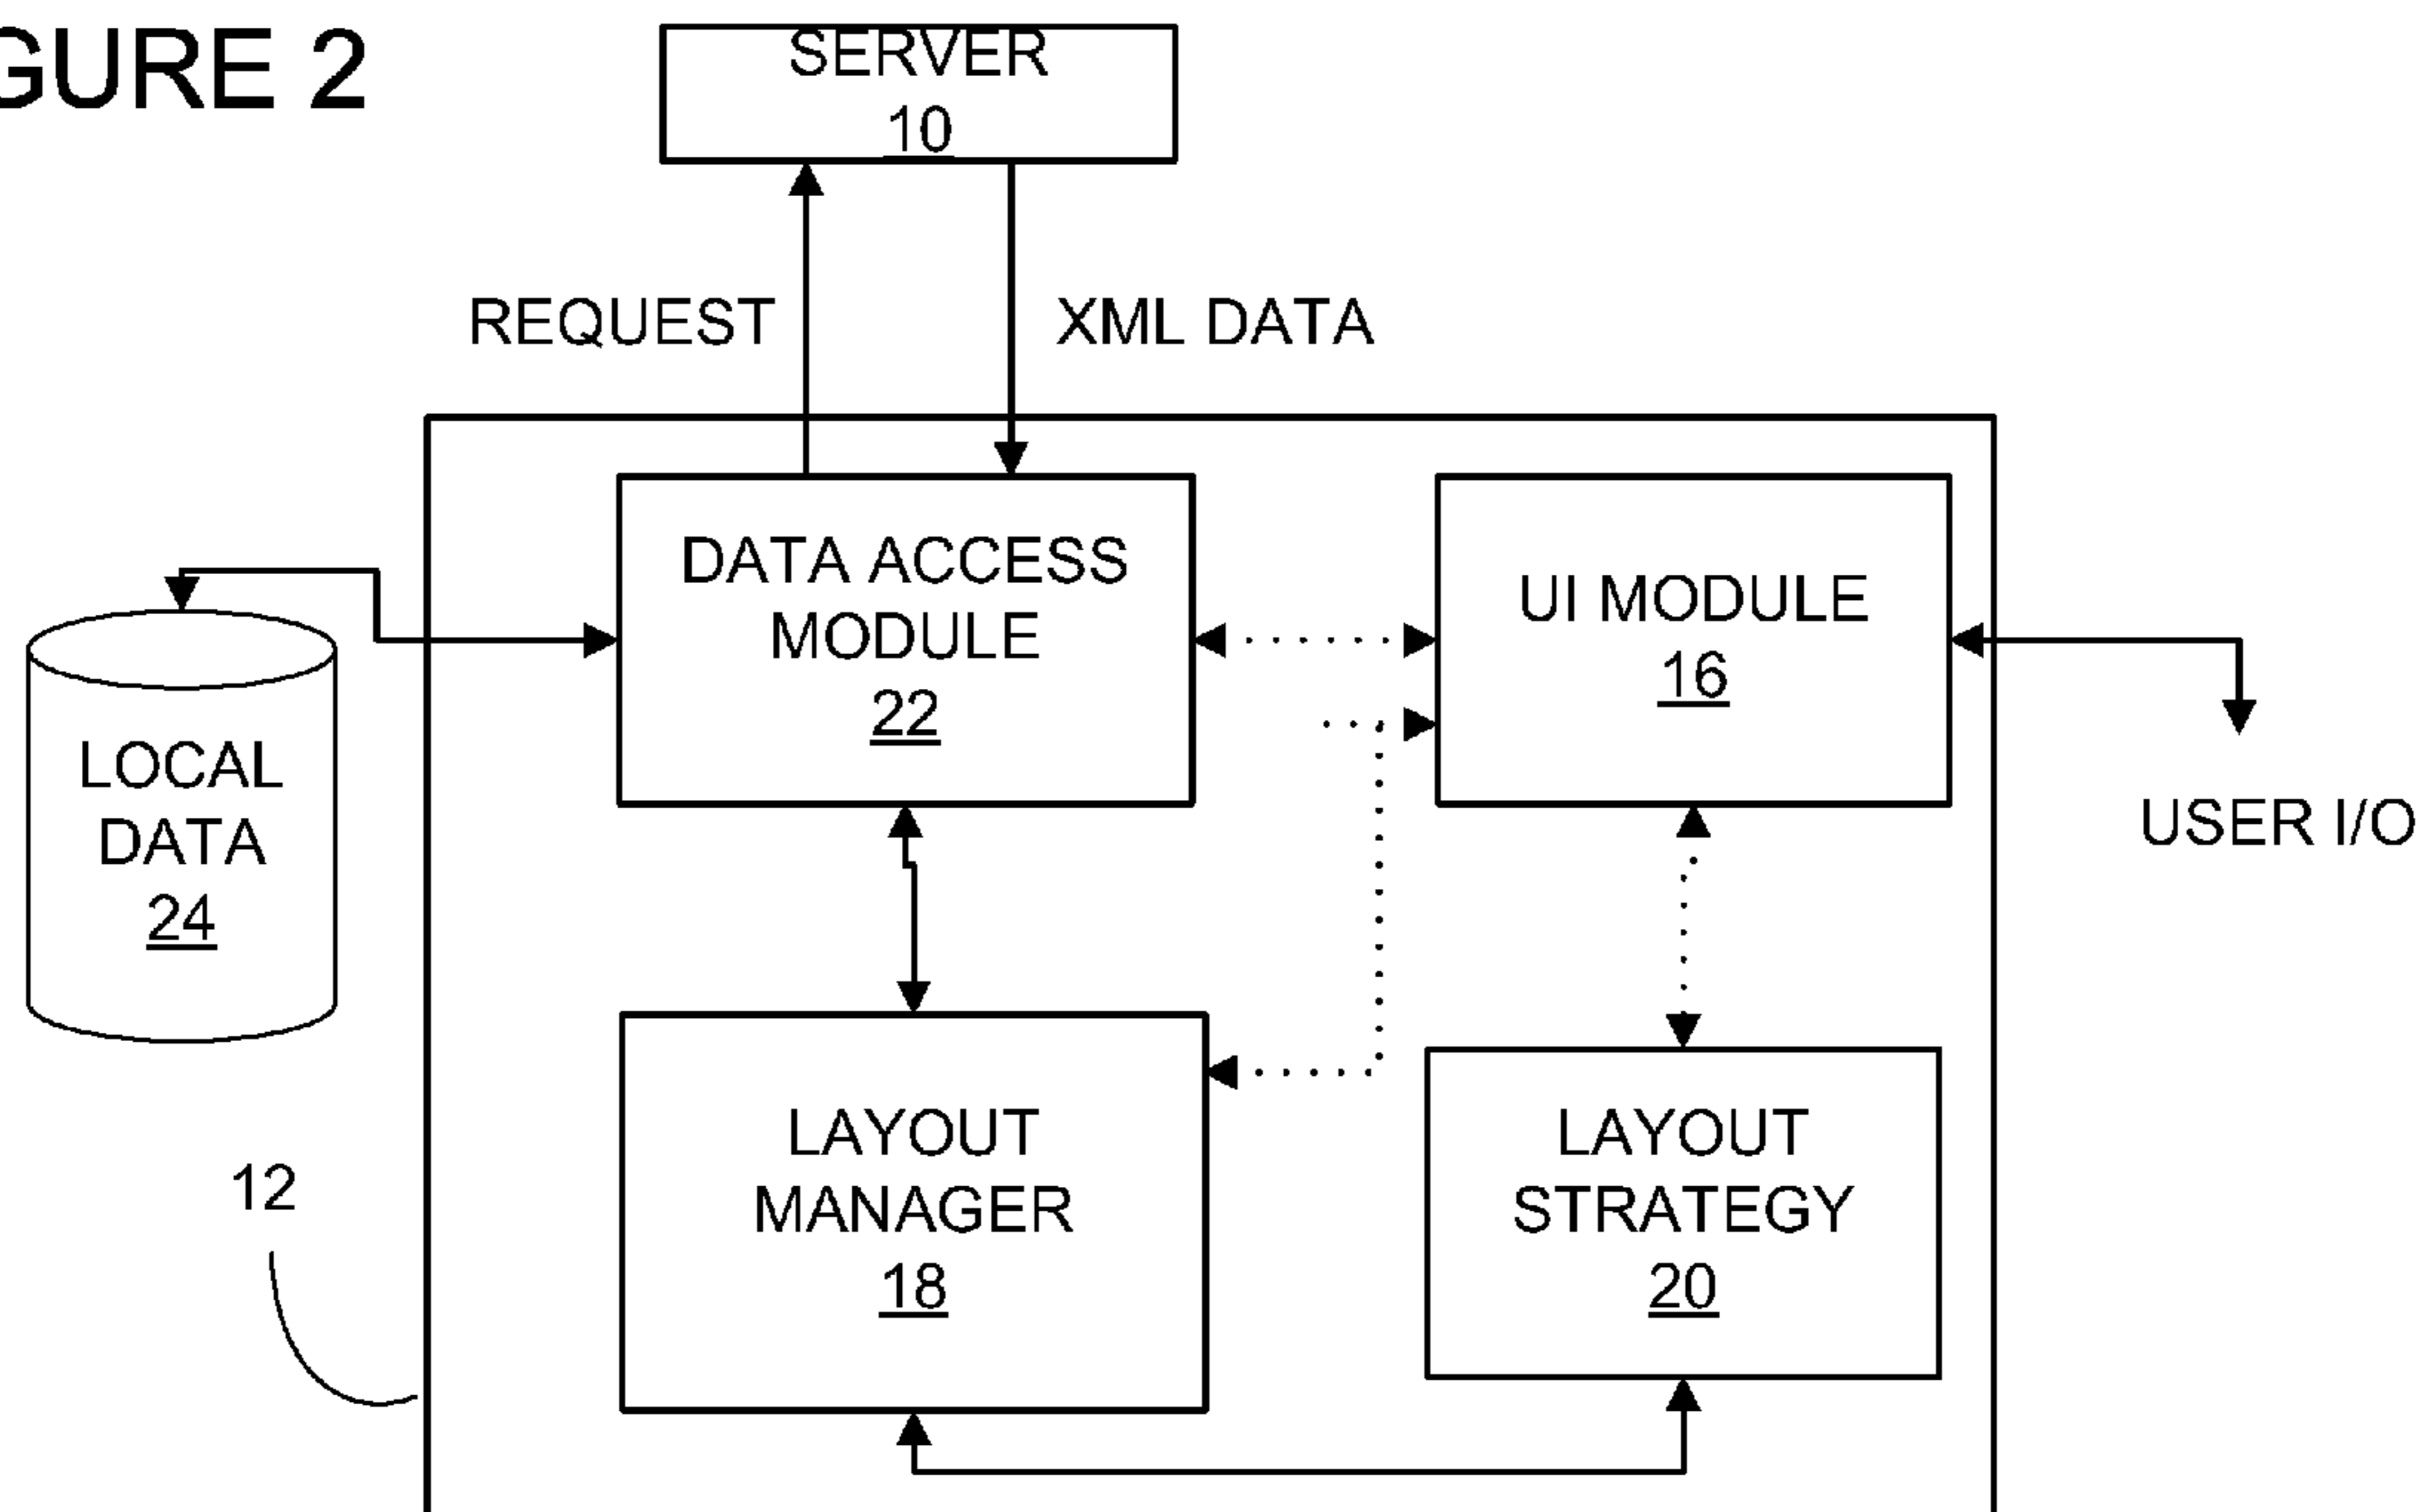 GURE 2
SERVER
10
REQUEST
XML DATA
DATA ACCESS
MODULE
22
UI MODULE
16
LOCAL
DATA
24
USER I/O
12
LAYOUT
MANAGER
18
LAYOUT
STRATEGY
20